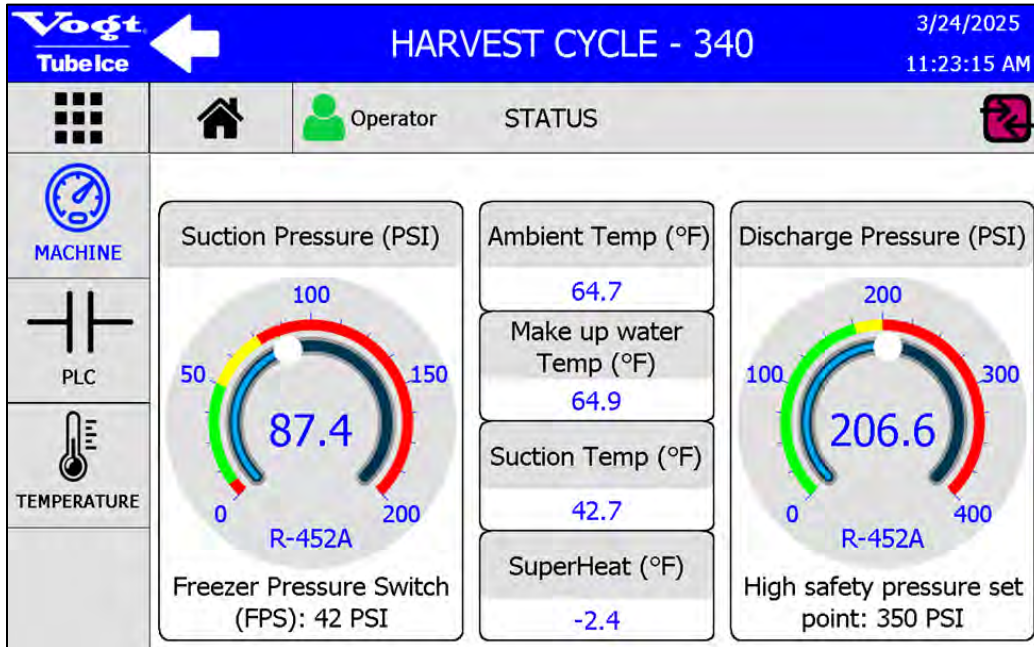 Vogt
Tube Ice
HARVEST CYCLE - 340
3/24/2025
11:23:15 AM
Operator
STATUS
MACHINE
PLC
TEMPERATURE
Suction Pressure (PSI)
0
50
100
150
200
87.4
R-452A
Freezer Pressure Switch
(FPS): 42 PSI
Ambient Temp (°F)
64.7
Make up water
Temp (°F)
64.9
Suction Temp (°F)
42.7
SuperHeat (°F)
-2.4
Discharge Pressure (PSI)
0
100
200
300
400
206.6
R-452A
High safety pressure set
point: 350 PSI